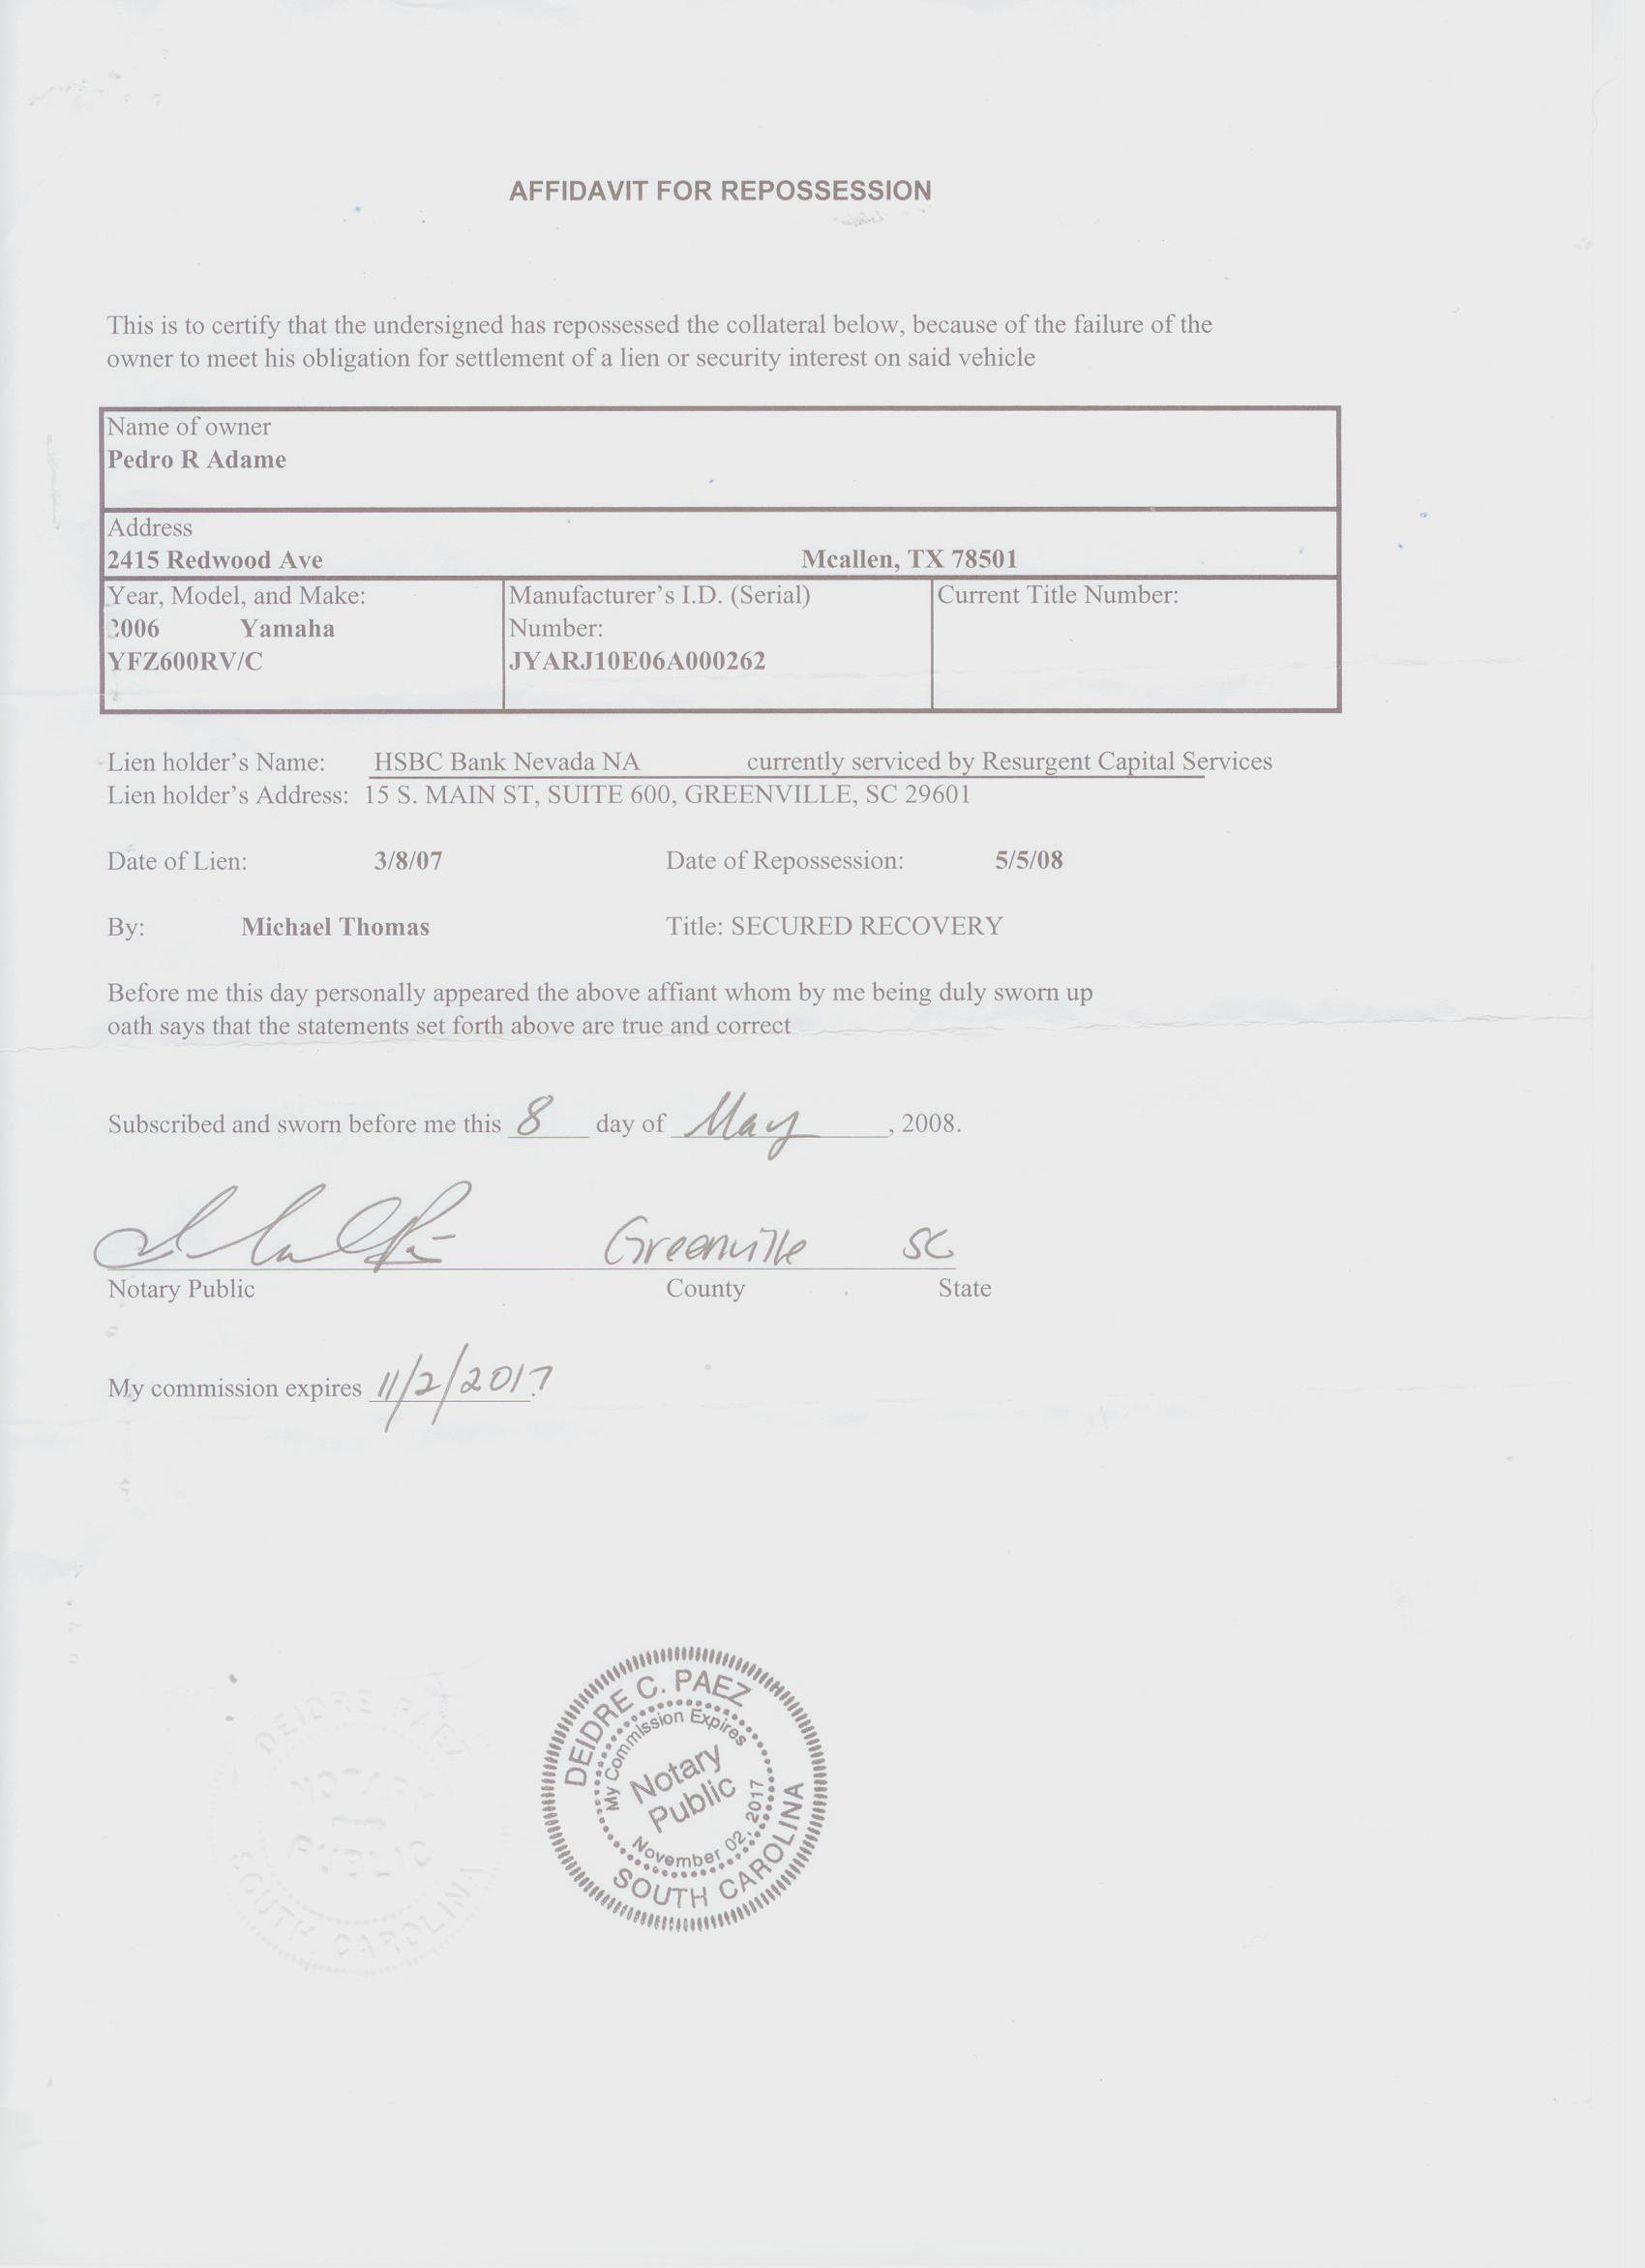 AFFIDAVIT FOR REPOSSESSION
This is to certify that the undersigned has repossessed the collateral below, because of the failure of the
owner to meet his obligation for settlement of a lien or security interest on said vehicle
Name of owner
Pedro R Adame
Address
2415 Redwood Ave Mcallen, TX 78501
Year, Model, and Make: Manufacturer's I.D. (Serial) Current Title Number:
2006 Yamaha Number:
YFZ600RV/C JYARJ10E06A000262
Lien holder's Name: HSBC Bank Nevada NA currently serviced by Resurgent Capital Services
Lien holder's Address: 15 S. MAIN ST, SUITE 600, GREENVILLE, SC 29601
Date of Lien: 3/8/07 Date of Repossession: 5/5/08
By: Michael Thomas Title: SECURED RECOVERY
Before me this day personally appeared the above affiant whom by me being duly sworn up
oath says that the statements set forth above are true and correct
Subscribed and sworn before me this 8 day of May, 2008.
Greenville SC
Notary Public County State
My commission expires 11/2/2017.
DEIDRE C. PAEZ
My Commission Expires
Notary
Public
November 02, 2017
SOUTH CAROLINA
DEIDRE PAEZ
NOTARY
PUBLIC
SOUTH CAROLINA